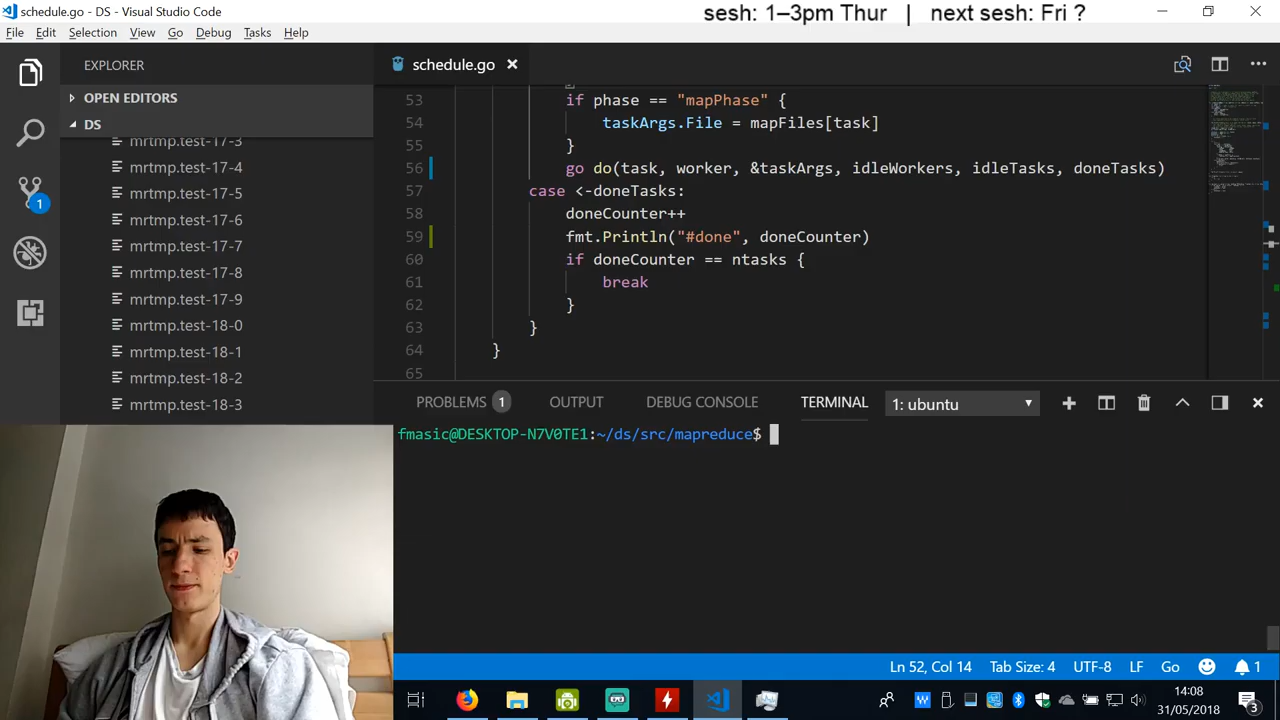 schedule.go - DS - Visual Studio Code
sesh: 1–3pm Thur | next sesh: Fri ?
File Edit Selection View Go Debug Tasks Help
EXPLORER
schedule.go
OPEN EDITORS
DS
mrtmp.test-17-3
mrtmp.test-17-4
mrtmp.test-17-5
mrtmp.test-17-6
mrtmp.test-17-7
mrtmp.test-17-8
mrtmp.test-17-9
mrtmp.test-18-0
mrtmp.test-18-1
mrtmp.test-18-2
mrtmp.test-18-3
1
53 if phase == "mapPhase" {
54 taskArgs.File = mapFiles[task]
55 }
56 go do(task, worker, &taskArgs, idleWorkers, idleTasks, doneTasks)
57 case <-doneTasks:
58 doneCounter++
59 fmt.Println("#done", doneCounter)
60 if doneCounter == ntasks {
61 break
62 }
63 }
64 }
65
PROBLEMS 1 OUTPUT DEBUG CONSOLE TERMINAL 1: ubuntu
fmasic@DESKTOP-N7V0TE1:~/ds/src/mapreduce$
Ln 52, Col 14 Tab Size: 4 UTF-8 LF Go 1
14:08
31/05/2018
3